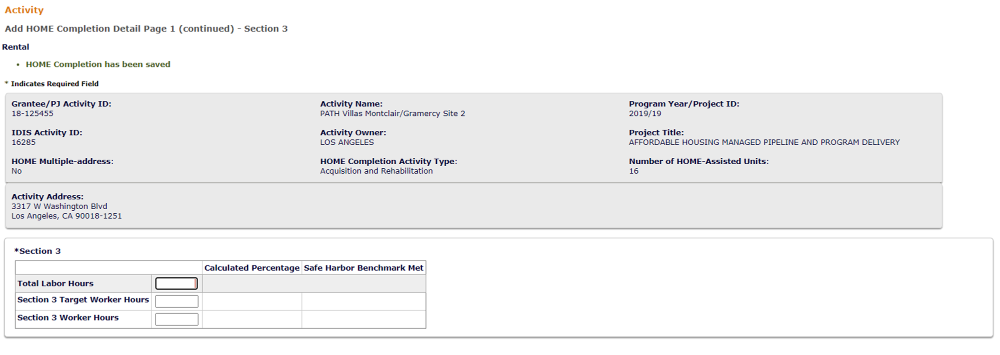 Activity
Add HOME Completion Detail Page 1 (continued) - Section 3
Rental
• HOME Completion has been saved
* Indicates Required Field
Grantee/PJ Activity ID:
18-125455
Activity Name:
PATH Villas Montclair/Gramercy Site 2
Program Year/Project ID:
2019/19
IDIS Activity ID:
16285
Activity Owner:
LOS ANGELES
Project Title:
AFFORDABLE HOUSING MANAGED PIPELINE AND PROGRAM DELIVERY
HOME Multiple-address:
No
HOME Completion Activity Type:
Acquisition and Rehabilitation
Number of HOME-Assisted Units:
16
Activity Address:
3317 W Washington Blvd
Los Angeles, CA 90018-1251
*Section 3
Calculated Percentage Safe Harbor Benchmark Met
Total Labor Hours
Section 3 Target Worker Hours
Section 3 Worker Hours